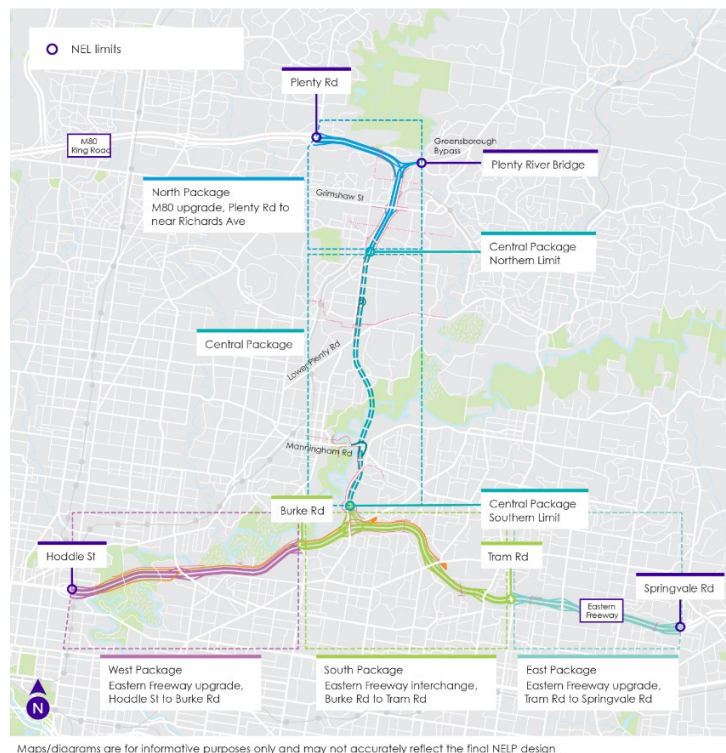 NEL limits
Plenty Rd
M80
Ring Road
Greensborough
Bypass
Plenty River Bridge
North Package
M80 upgrade, Plenty Rd to
near Richards Ave
Grimshaw St
Central Package
Northern Limit
Central Package
Lower Plenty Rd
Manningham Rd
Burke Rd
Central Package
Southern Limit
Hoddle St
Tram Rd
Springvale Rd
Eastern
Freeway
West Package
Eastern Freeway upgrade,
Hoddle St to Burke Rd
South Package
Eastern Freeway interchange,
Burke Rd to Tram Rd
East Package
Eastern Freeway upgrade,
Tram Rd to Springvale Rd
N
Maps/diagrams are for informative purposes only and may not accurately reflect the final NELP design